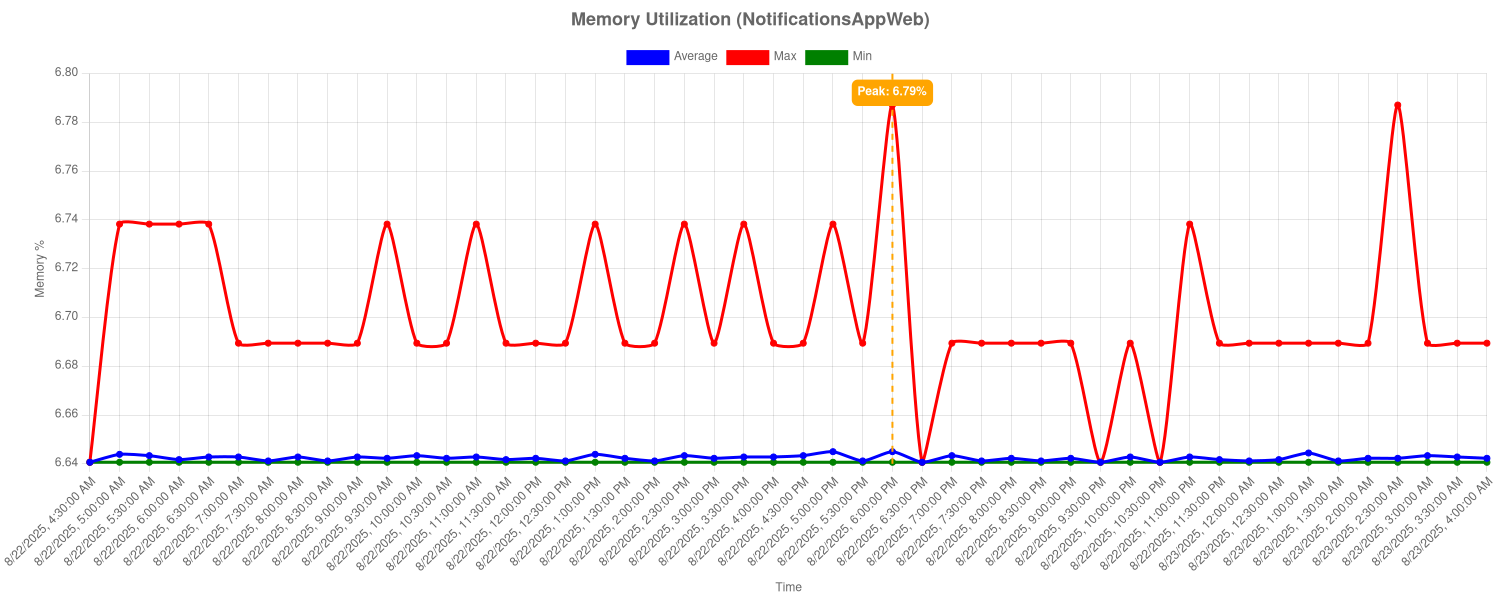 Memory Utilization (NotificationsAppWeb)
Average Max Min
6.80
6.78
6.76
6.74
6.72
6.70
6.68
6.66
6.64
Memory %
Peak: 6.79%
8/22/2025, 4:30:00 AM
8/22/2025, 5:00:00 AM
8/22/2025, 5:30:00 AM
8/22/2025, 6:00:00 AM
8/22/2025, 6:30:00 AM
8/22/2025, 7:00:00 AM
8/22/2025, 7:30:00 AM
8/22/2025, 8:00:00 AM
8/22/2025, 8:30:00 AM
8/22/2025, 9:00:00 AM
8/22/2025, 9:30:00 AM
8/22/2025, 10:00:00 AM
8/22/2025, 10:30:00 AM
8/22/2025, 11:00:00 AM
8/22/2025, 11:30:00 AM
8/22/2025, 12:00:00 PM
8/22/2025, 12:30:00 PM
8/22/2025, 1:00:00 PM
8/22/2025, 1:30:00 PM
8/22/2025, 2:00:00 PM
8/22/2025, 2:30:00 PM
8/22/2025, 3:00:00 PM
8/22/2025, 3:30:00 PM
8/22/2025, 4:00:00 PM
8/22/2025, 4:30:00 PM
8/22/2025, 5:00:00 PM
8/22/2025, 5:30:00 PM
8/22/2025, 6:00:00 PM
8/22/2025, 6:30:00 PM
8/22/2025, 7:00:00 PM
8/22/2025, 7:30:00 PM
8/22/2025, 8:00:00 PM
8/22/2025, 8:30:00 PM
8/22/2025, 9:00:00 PM
8/22/2025, 9:30:00 PM
8/22/2025, 10:00:00 PM
8/22/2025, 10:30:00 PM
8/22/2025, 11:00:00 PM
8/22/2025, 11:30:00 PM
8/23/2025, 12:00:00 AM
8/23/2025, 12:30:00 AM
8/23/2025, 1:00:00 AM
8/23/2025, 1:30:00 AM
8/23/2025, 2:00:00 AM
8/23/2025, 2:30:00 AM
8/23/2025, 3:00:00 AM
8/23/2025, 3:30:00 AM
8/23/2025, 4:00:00 AM
Time